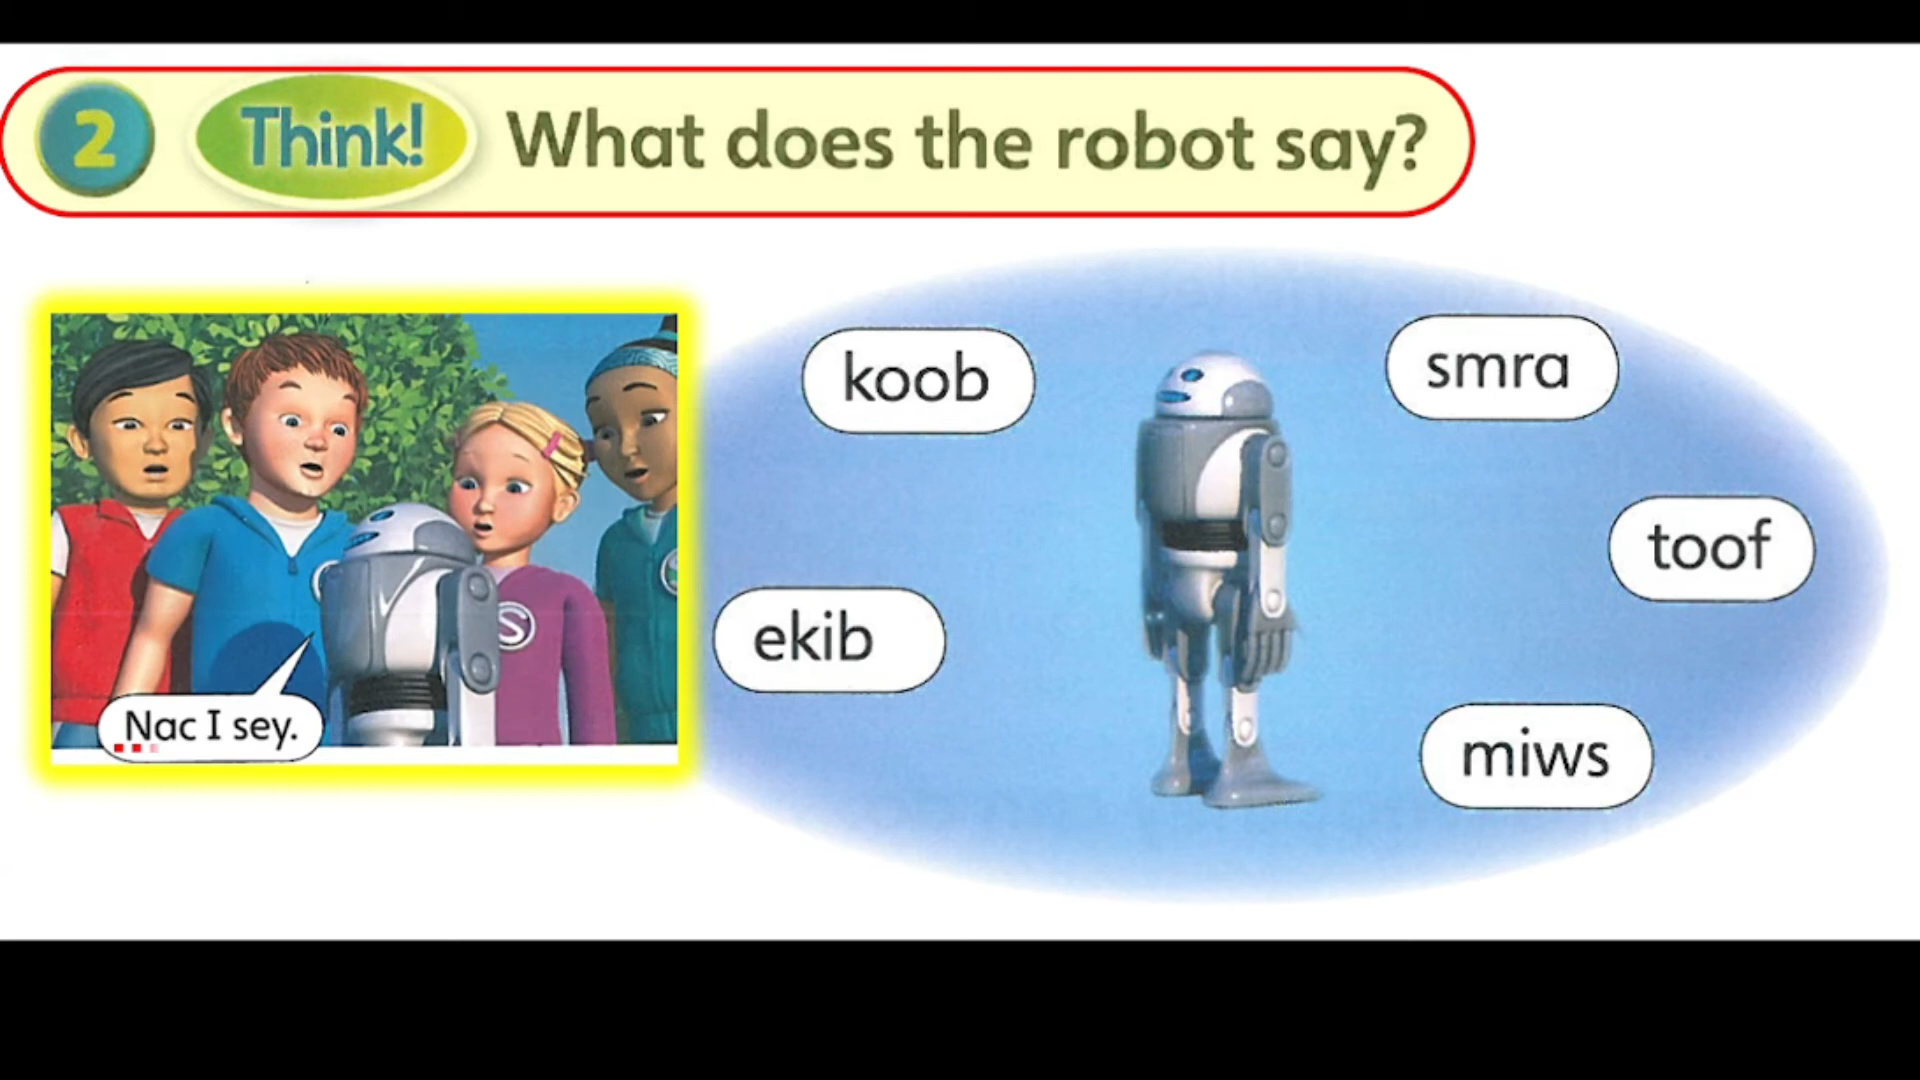 2 Think! What does the robot say?
koob
smra
toof
ekib
Nac I sey.
miws